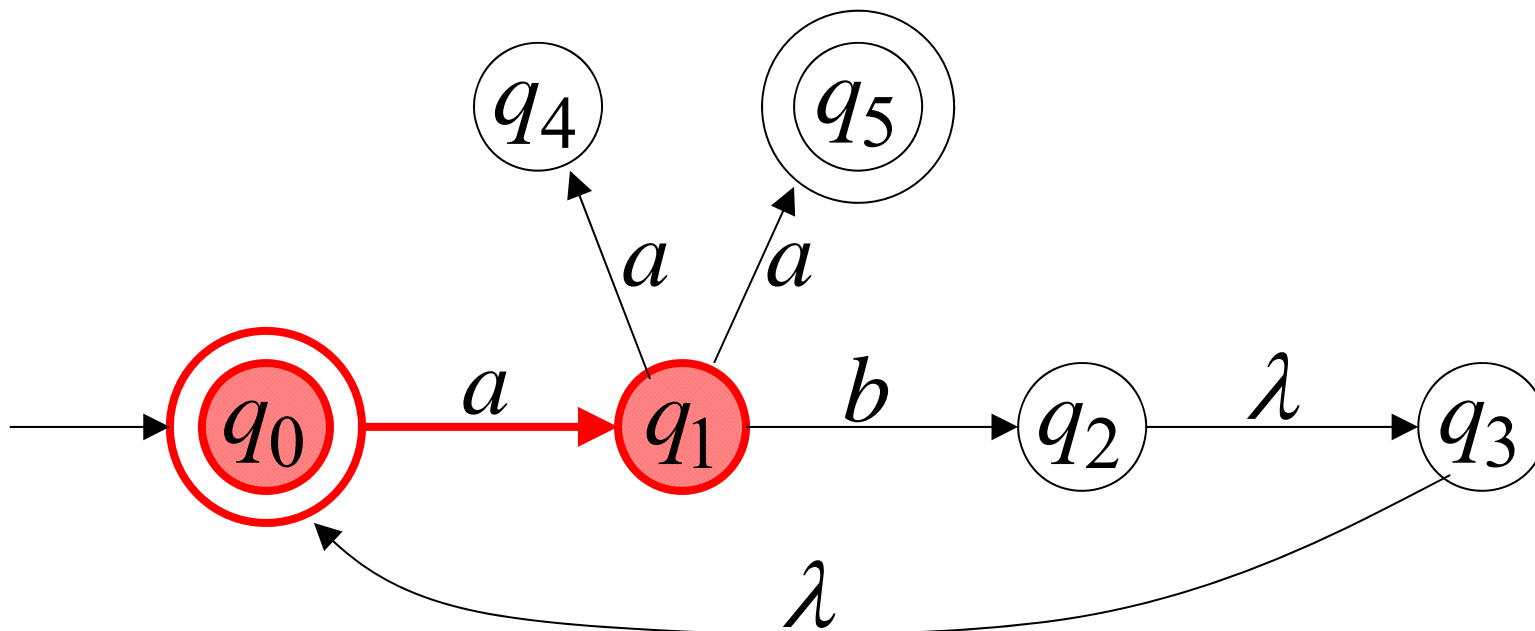 q₄ q₅
a a
q₀ a q₁ b q₂ λ q₃
λ